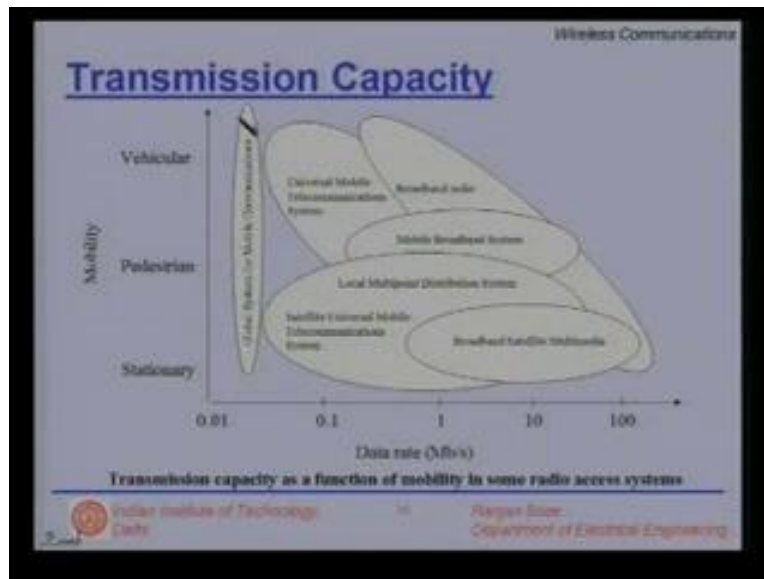 Wireless Communications
Transmission Capacity
Vehicular
Pedestrian
Stationary
Mobility
Global System for Mobile Communications
Universal Mobile
Telecommunications
System
Broadband radio
Mobile Broadband System
Local Multipoint Distribution System
Satellite Universal Mobile
Telecommunications
System
Broadband Satellite Multimedia
0.01 0.1 1 10 100
Data rate (Mb/s)
Transmission capacity as a function of mobility in some radio access systems
Indian Institute of Technology,
Delhi
Ranjan Bose
Department of Electrical Engineering